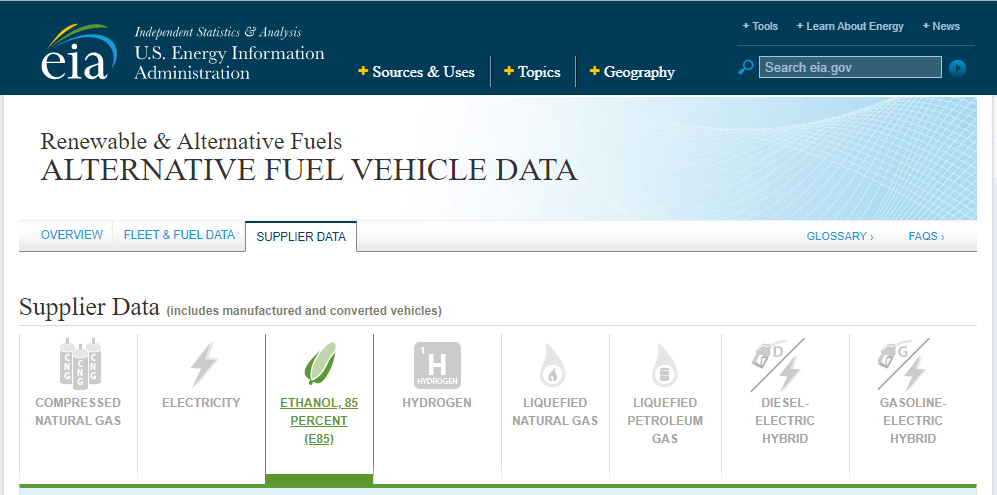 + Tools + Learn About Energy + News
eia
Independent Statistics & Analysis
U.S. Energy Information
Administration
+ Sources & Uses + Topics + Geography
Search eia.gov
Renewable & Alternative Fuels
ALTERNATIVE FUEL VEHICLE DATA
OVERVIEW FLEET & FUEL DATA SUPPLIER DATA GLOSSARY › FAQS ›
Supplier Data (includes manufactured and converted vehicles)
CNG CNG CNG
COMPRESSED
NATURAL GAS
ELECTRICITY
ETHANOL, 85
PERCENT
(E85)
1
H
HYDROGEN
HYDROGEN
LIQUEFIED
NATURAL GAS
LIQUEFIED
PETROLEUM
GAS
D
DIESEL-
ELECTRIC
HYBRID
G
GASOLINE-
ELECTRIC
HYBRID